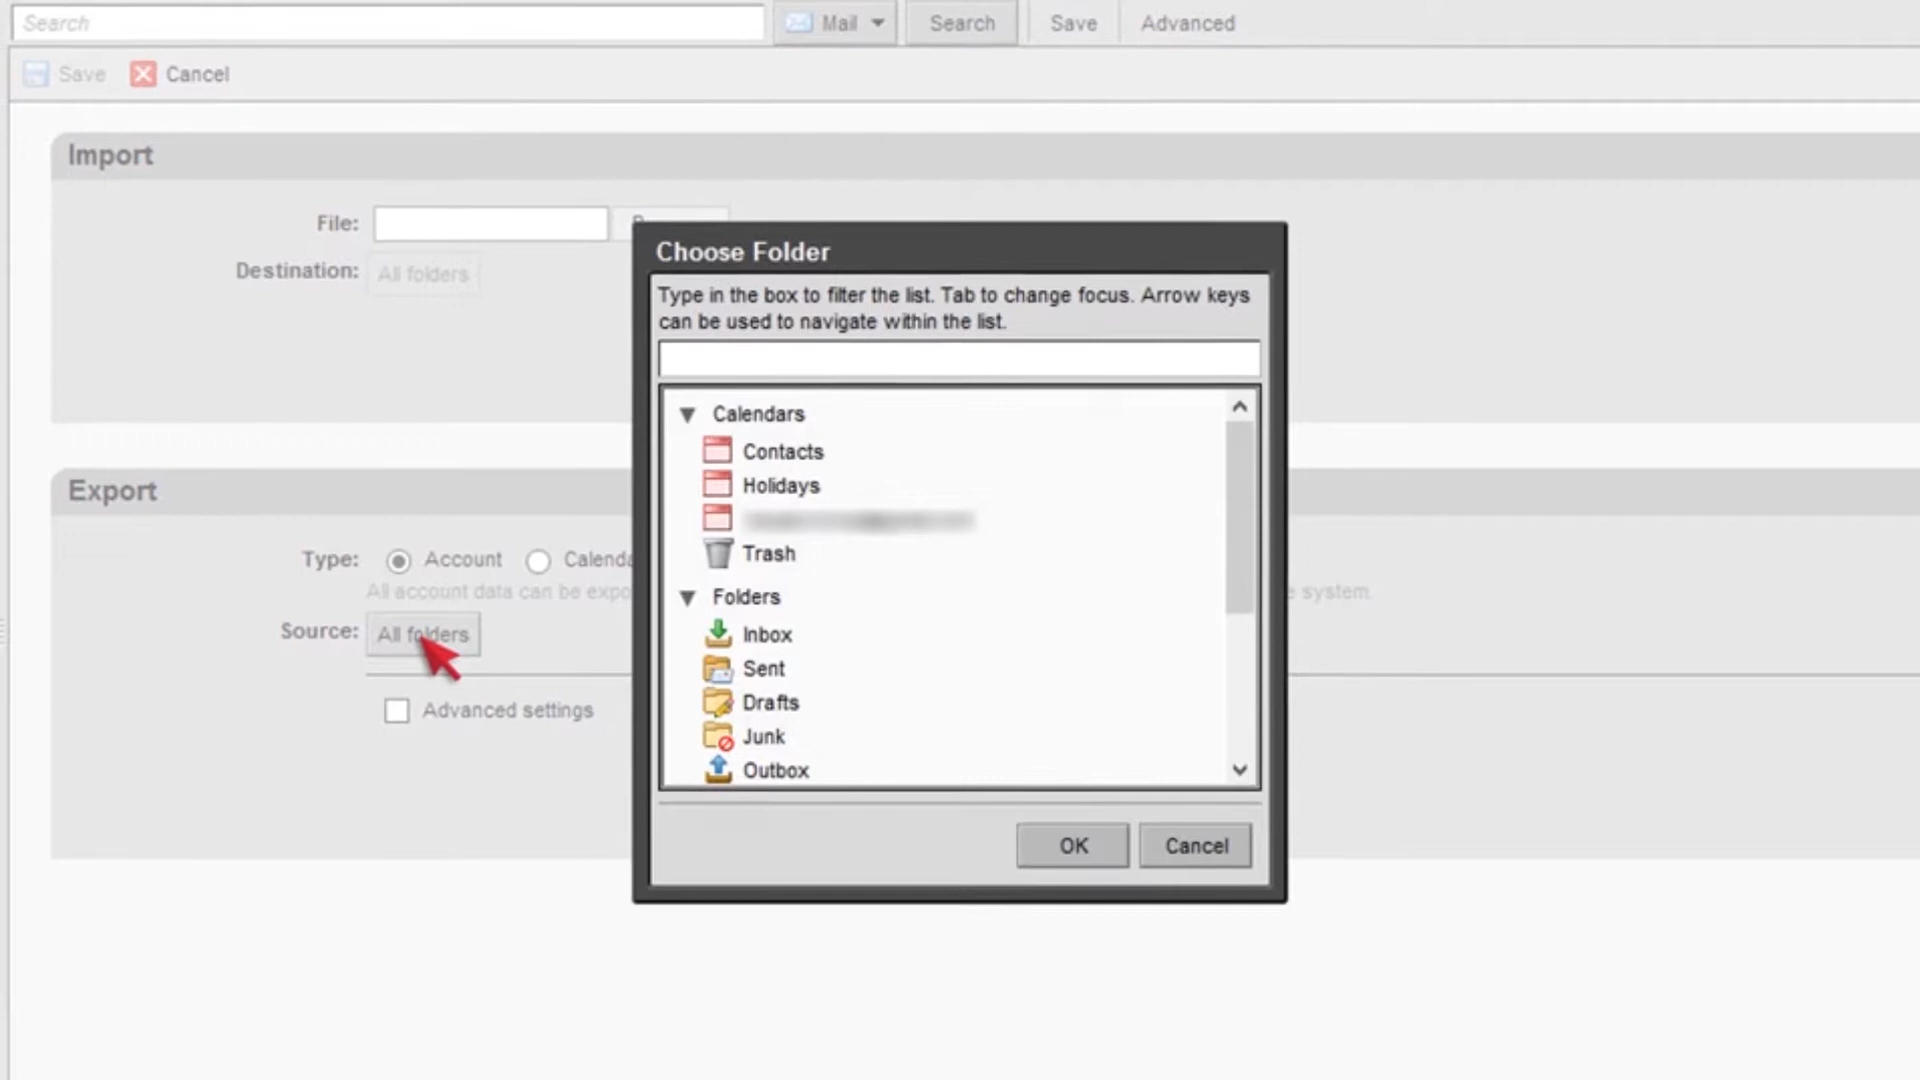 Search
Mail
Search
Save
Advanced
Save
Cancel
Import
File:
Destination:
All folders
Export
Type:
Account
All account data can be
system.
Source:
All folders
Advanced settings
Choose Folder
Type in the box to filter the list. Tab to change focus. Arrow keys
can be used to navigate within the list.
Calendars
Contacts
Holidays
Trash
Folders
Inbox
Sent
Drafts
Junk
Outbox
OK
Cancel